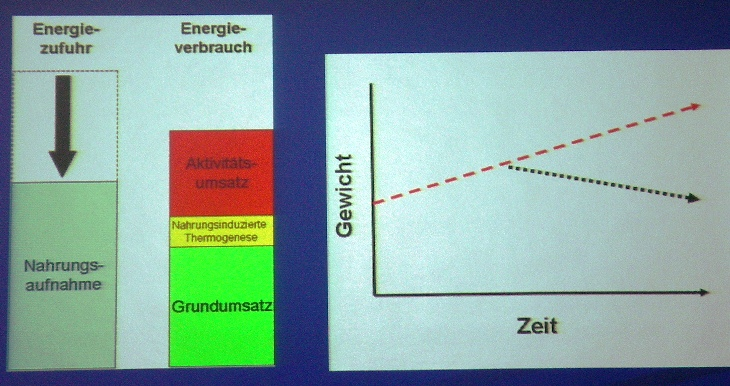 Energie-
zufuhr
Energie-
verbrauch
Aktivitäts-
umsatz
Nahrungsinduzierte
Thermogenese
Nahrungs-
aufnahme
Grundumsatz
Gewicht
Zeit